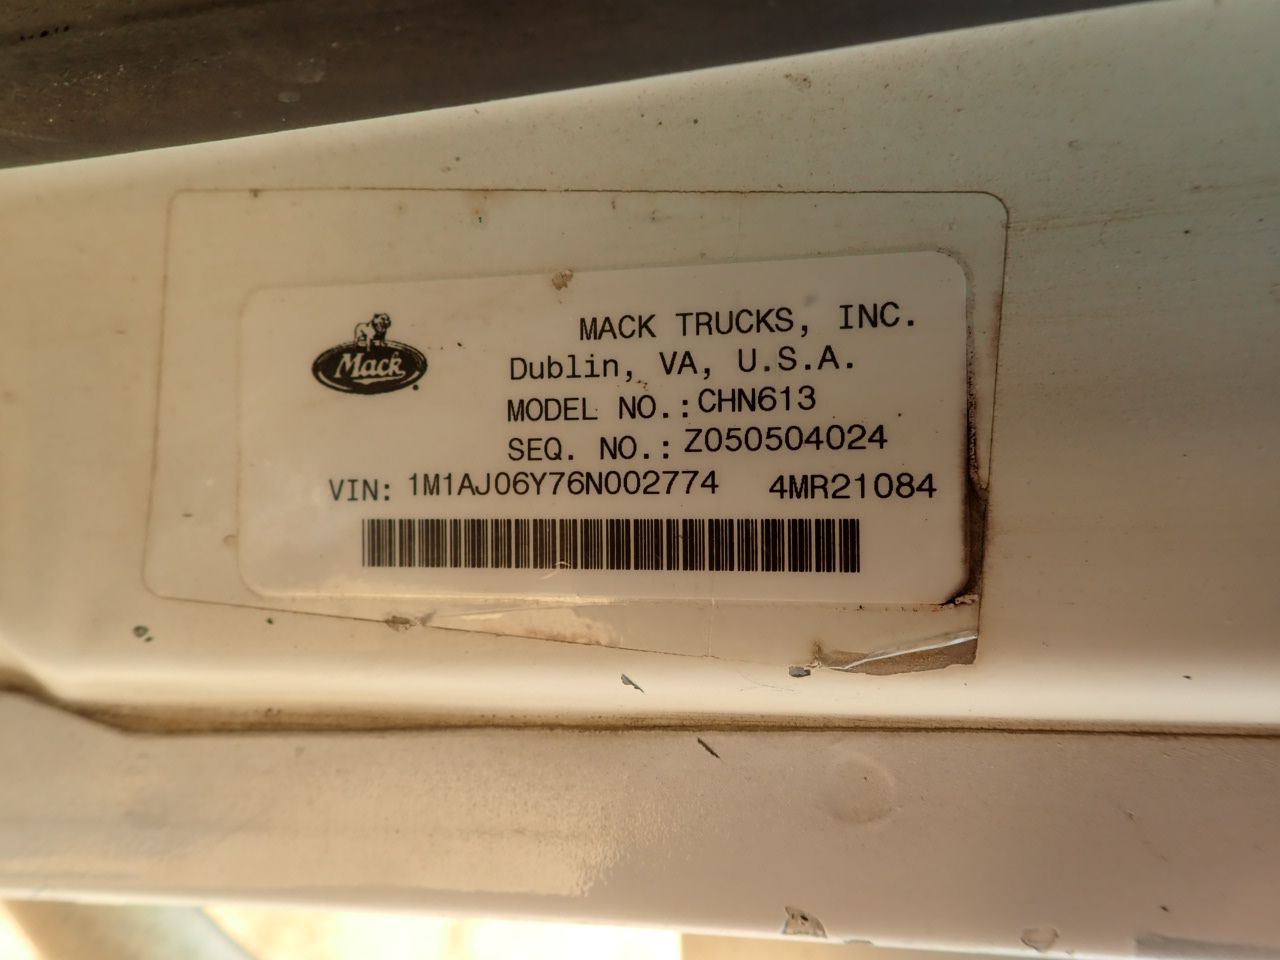 Mack
MACK TRUCKS, INC.
Dublin, VA, U.S.A.
MODEL NO.: CHN613
SEQ. NO.: Z050504024
VIN: 1M1AJ06Y76N002774 4MR21084